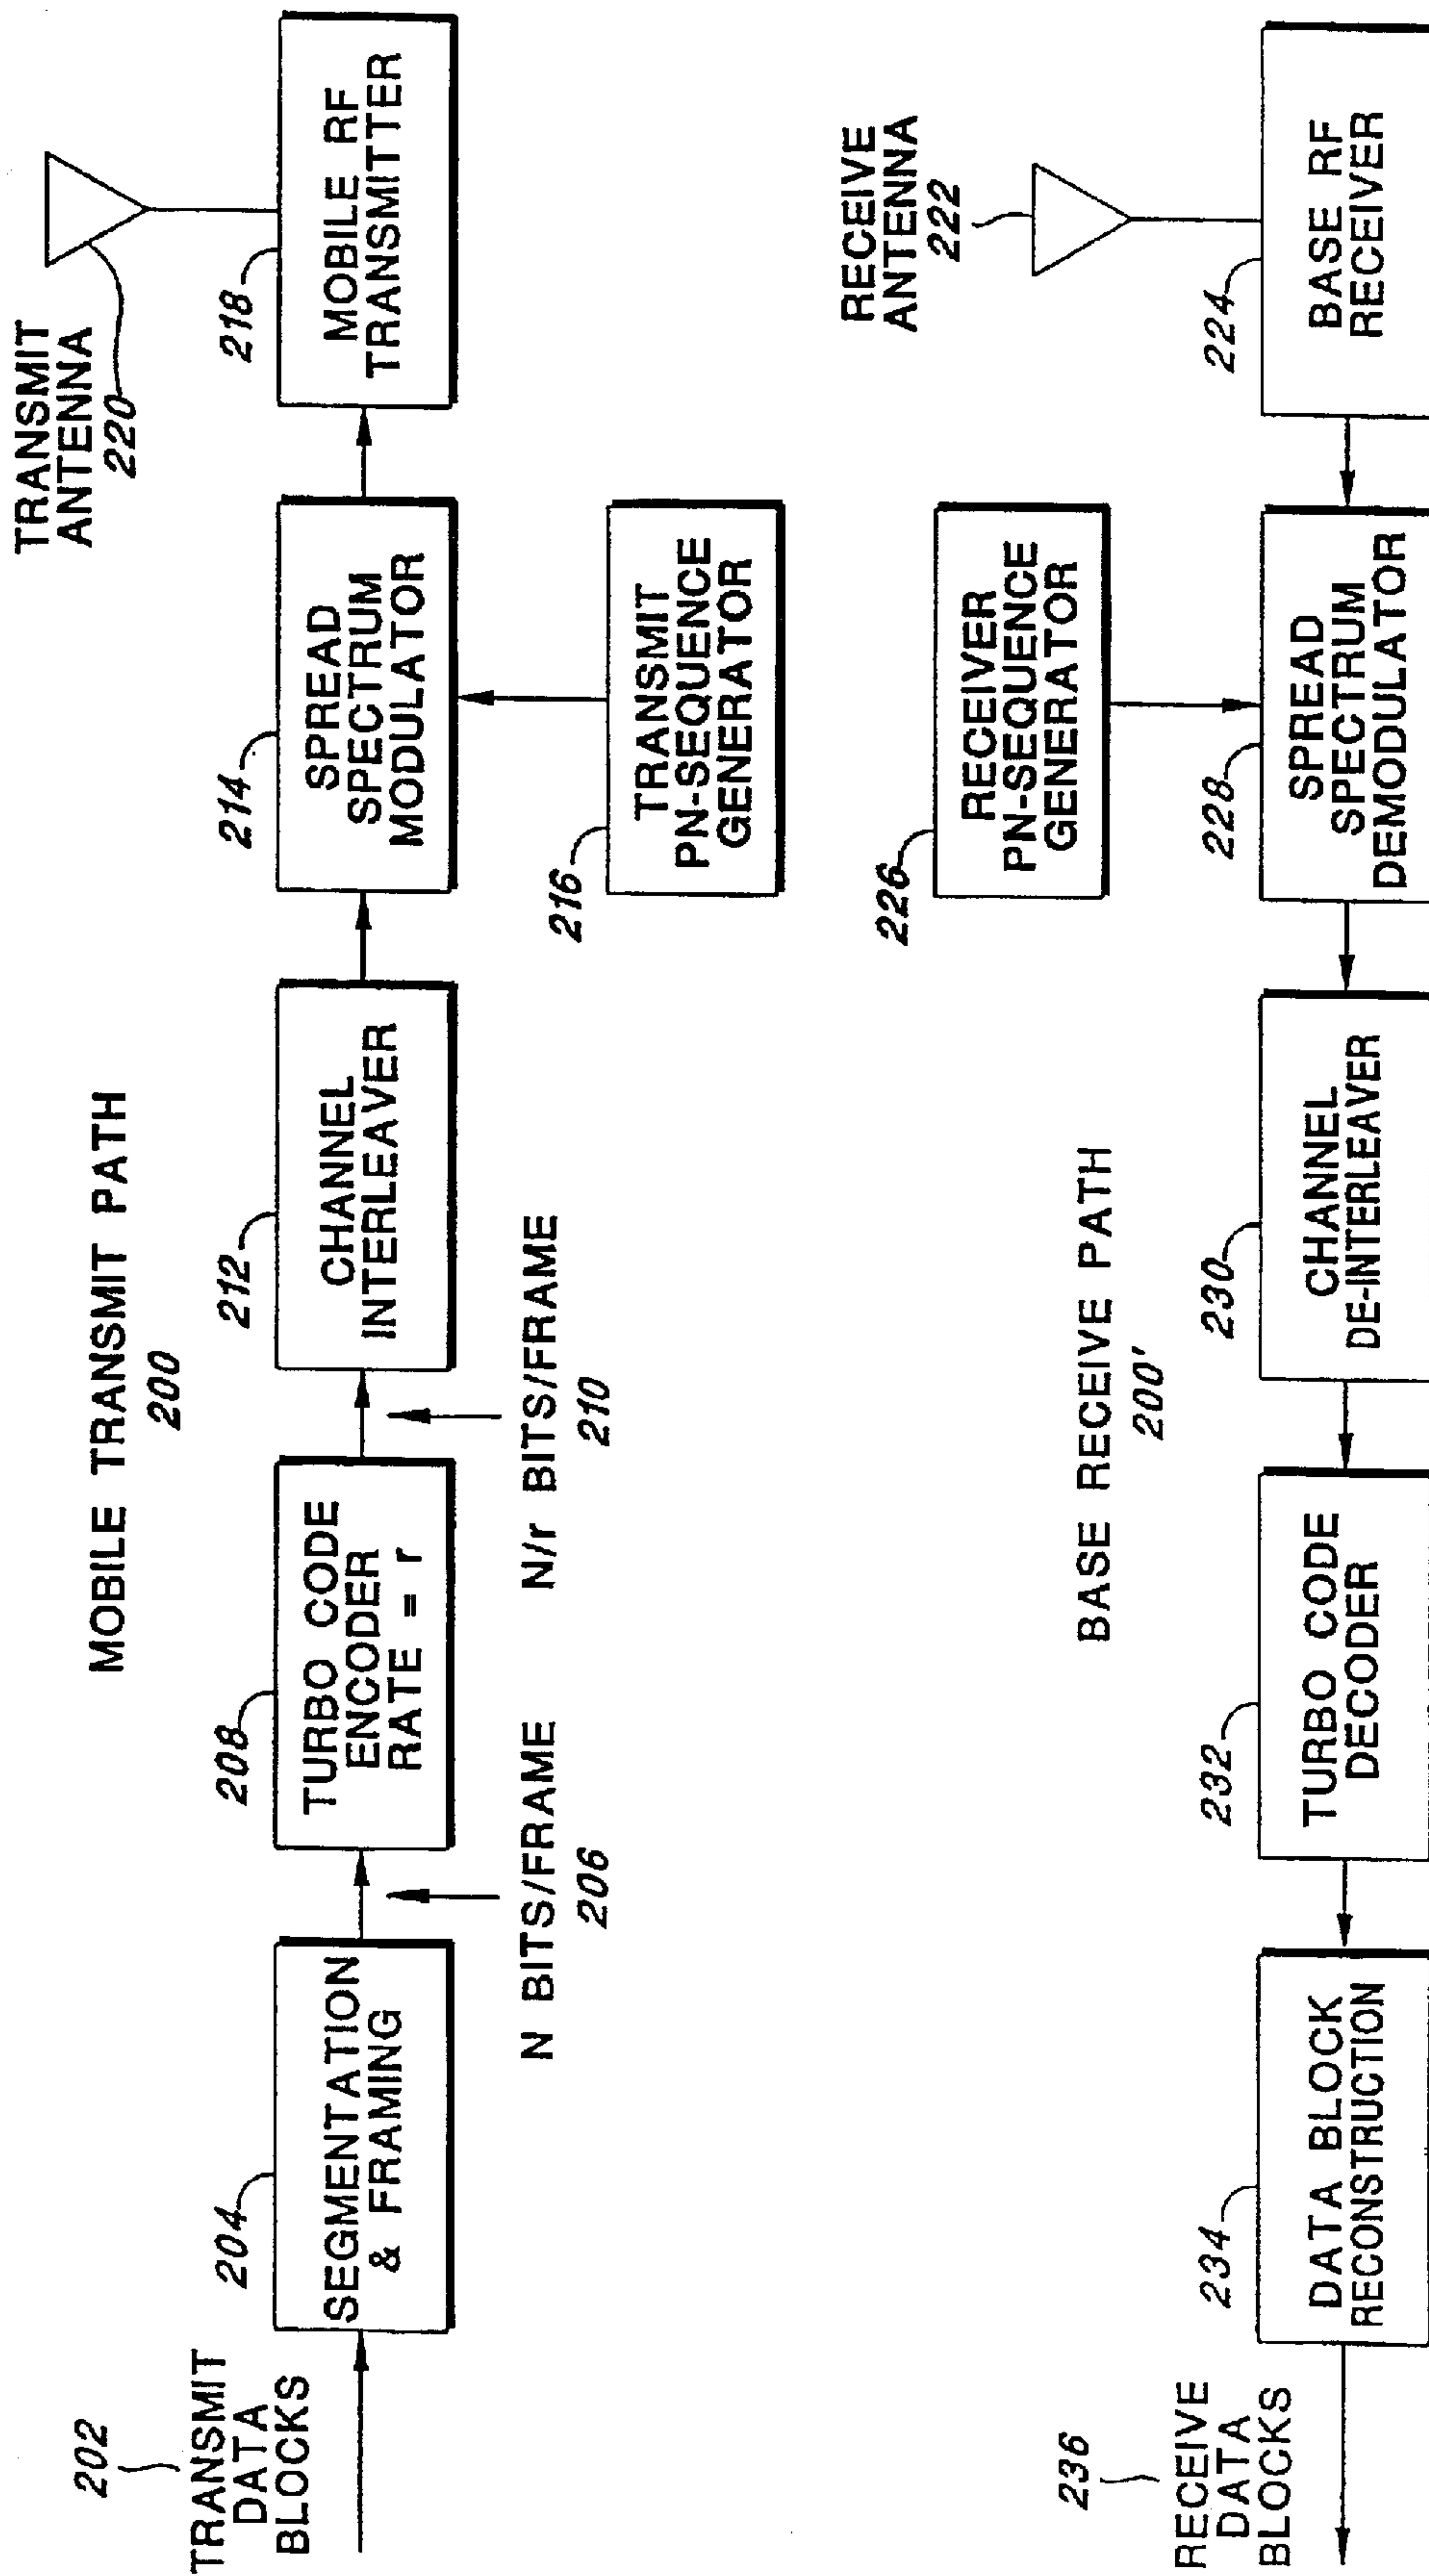 MOBILE TRANSMIT PATH
200
202
TRANSMIT
DATA
BLOCKS
204
SEGMENTATION
& FRAMING
N BITS/FRAME
206
208
TURBO CODE
ENCODER
RATE = r
N/r BITS/FRAME
210
212
CHANNEL
INTERLEAVER
214
SPREAD
SPECTRUM
MODULATOR
216
TRANSMIT
PN-SEQUENCE
GENERATOR
218
MOBILE RF
TRANSMITTER
TRANSMIT
ANTENNA
220
BASE RECEIVE PATH
200'
236
RECEIVE
DATA
BLOCKS
234
DATA BLOCK
RECONSTRUCTION
232
TURBO CODE
DECODER
230
CHANNEL
DE-INTERLEAVER
228
SPREAD
SPECTRUM
DEMODULATOR
226
RECEIVER
PN-SEQUENCE
GENERATOR
224
BASE RF
RECEIVER
RECEIVE
ANTENNA
222